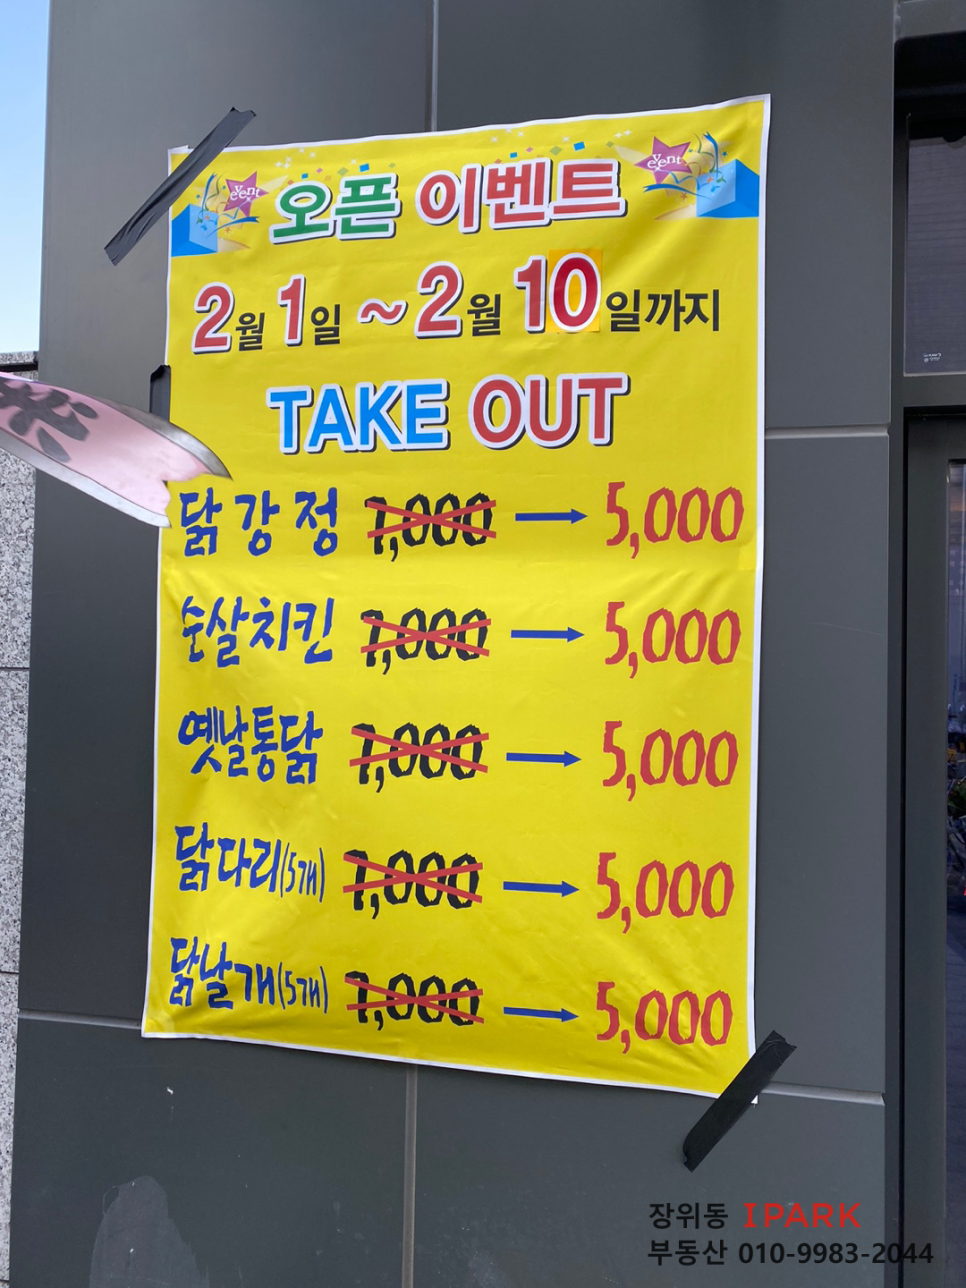 event
event
오픈 이벤트
2월 1일 ~ 2월 10일까지
TAKE OUT
닭강정 7,000 → 5,000
순살치킨 7,000 → 5,000
옛날통닭 7,000 → 5,000
닭다리(5개) 7,000 → 5,000
닭날개(5개) 7,000 → 5,000
장위동 IPARK
부동산 010-9983-2044